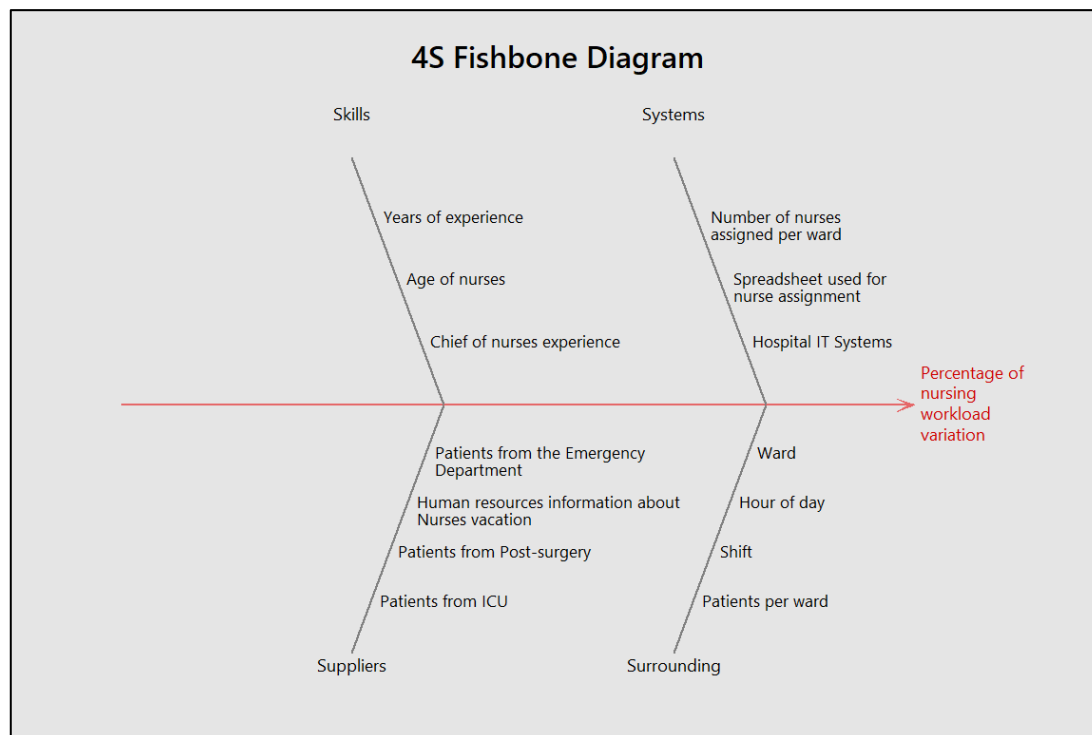 4S Fishbone Diagram
Skills
Systems
Years of experience
Age of nurses
Chief of nurses experience
Number of nurses
assigned per ward
Spreadsheet used for
nurse assignment
Hospital IT Systems
Percentage of
nursing
workload
variation
Patients from the Emergency
Department
Human resources information about
Nurses vacation
Patients from Post-surgery
Patients from ICU
Ward
Hour of day
Shift
Patients per ward
Suppliers
Surrounding